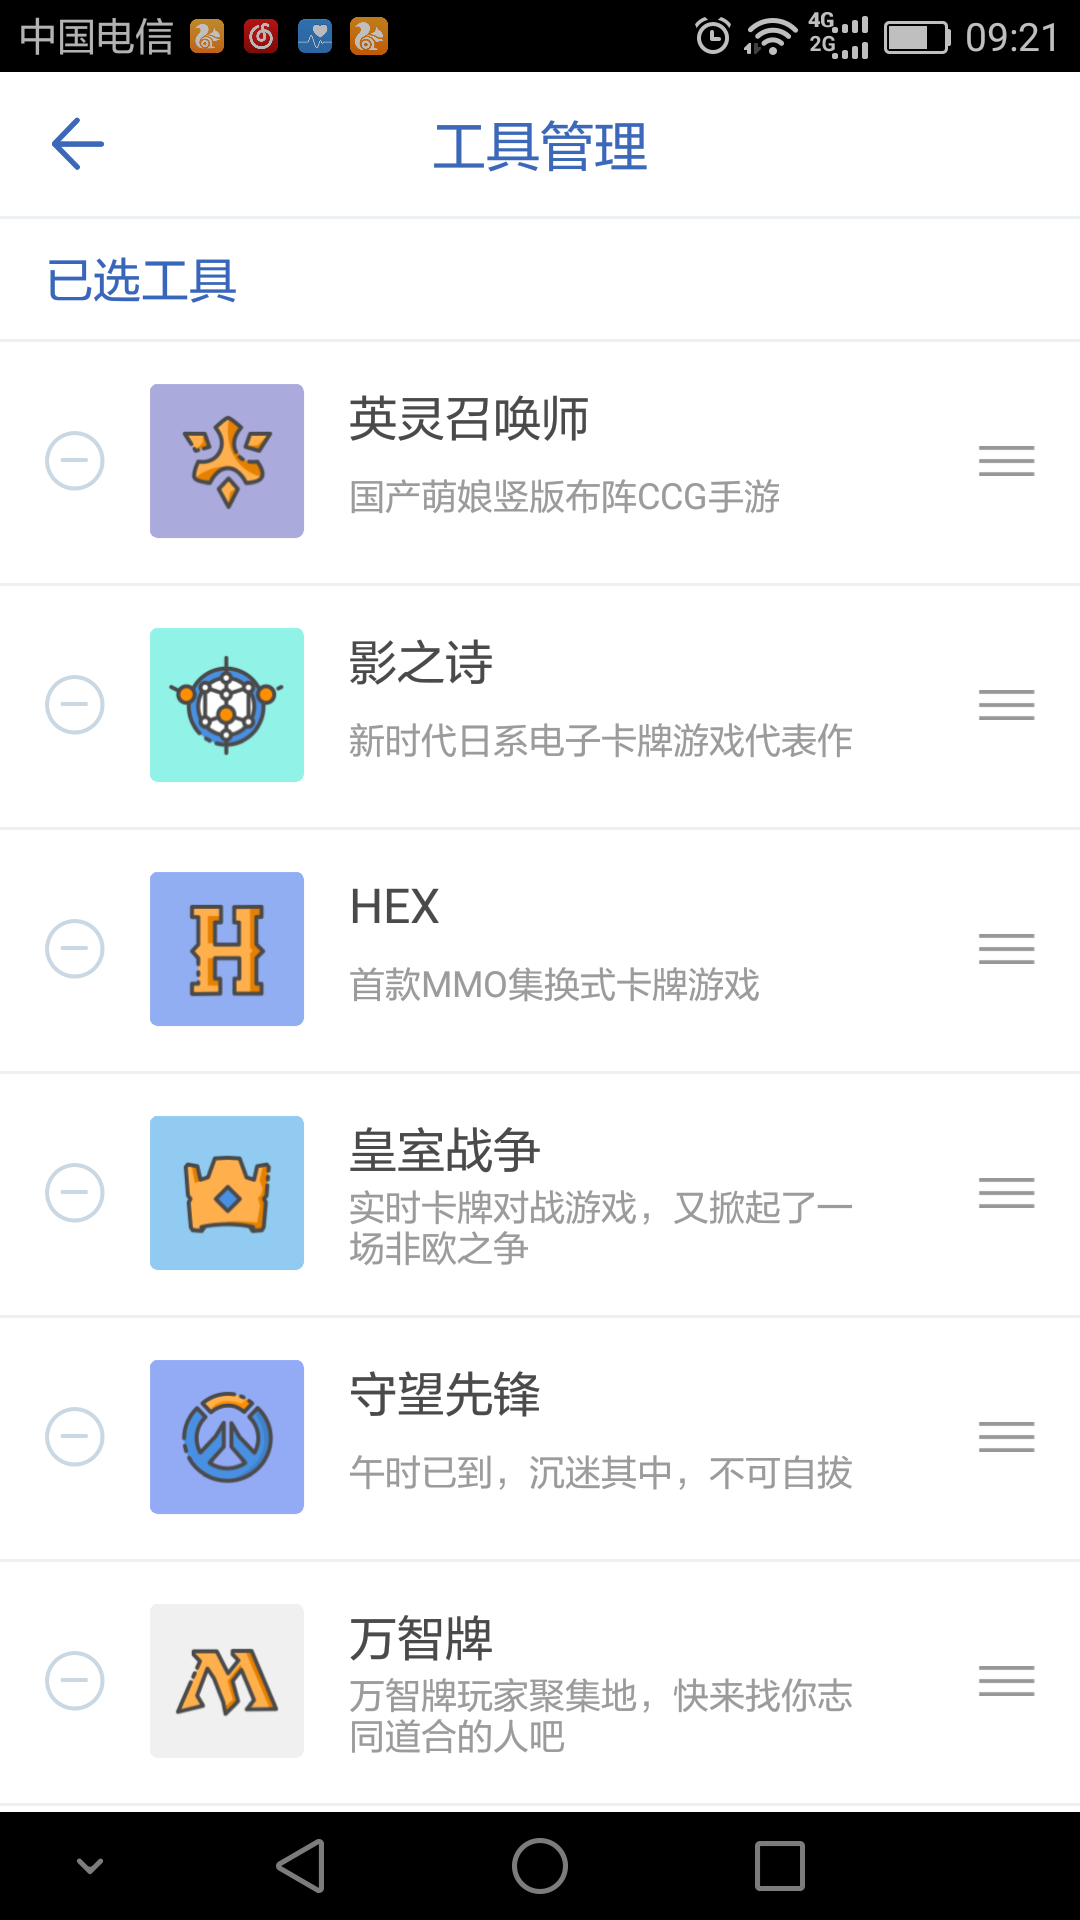 中国电信 4G 2G 09:21
工具管理
已选工具
英灵召唤师
国产萌娘竖版布阵CCG手游
影之诗
新时代日系电子卡牌游戏代表作
HEX
首款MMO集换式卡牌游戏
皇室战争
实时卡牌对战游戏，又掀起了一
场非欧之争
守望先锋
午时已到，沉迷其中，不可自拔
万智牌
万智牌玩家聚集地，快来找你志
同道合的人吧